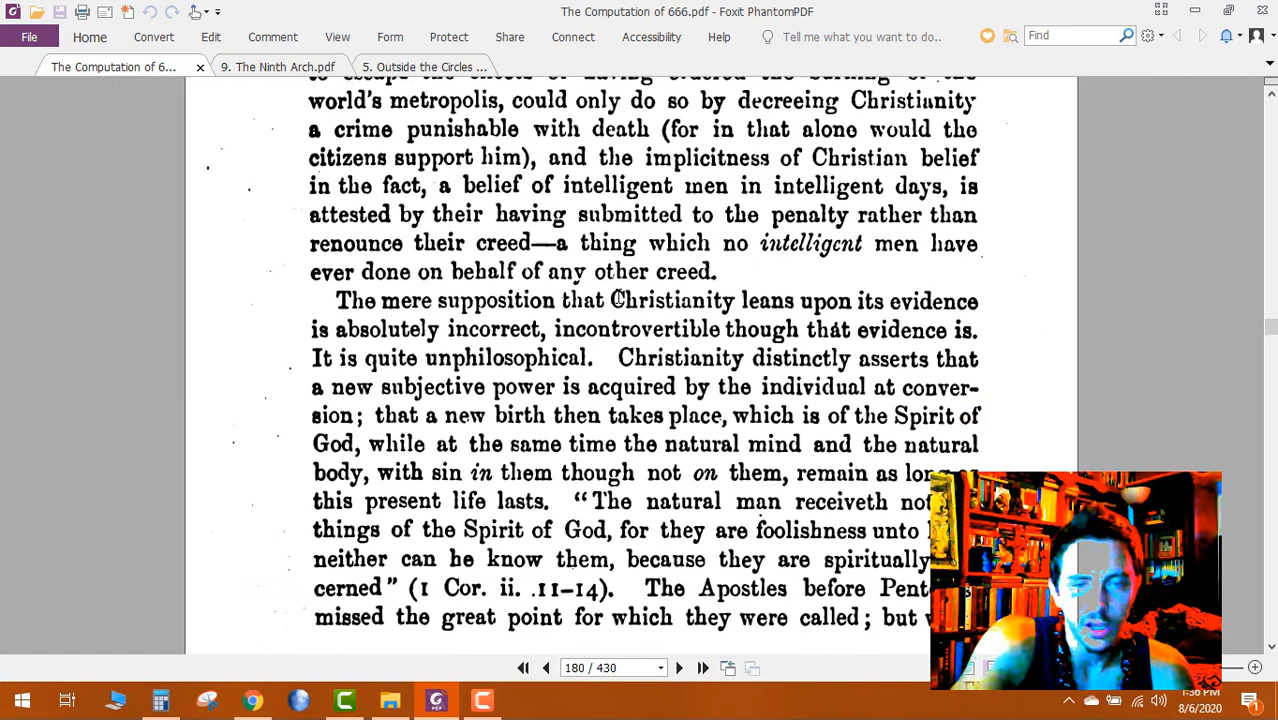 The Computation of 666.pdf - Foxit PhantomPDF
File Home Convert Edit Comment View Form Protect Share Connect Accessibility Help Tell me what you want to do.. Find
The Computation of 6... 9. The Ninth Arch.pdf 5. Outside the Circles ...
world's metropolis, could only do so by decreeing Christianity
a crime punishable with death (for in that alone would the
citizens support him), and the implicitness of Christian belief
in the fact, a belief of intelligent men in intelligent days, is
attested by their having submitted to the penalty rather than
renounce their creed—a thing which no intelligent men have
ever done on behalf of any other creed.
The mere supposition that Christianity leans upon its evidence
is absolutely incorrect, incontrovertible though that evidence is.
It is quite unphilosophical. Christianity distinctly asserts that
a new subjective power is acquired by the individual at conver-
sion; that a new birth then takes place, which is of the Spirit of
God, while at the same time the natural mind and the natural
body, with sin in them though not on them, remain as long as
this present life lasts. "The natural man receiveth not
things of the Spirit of God, for they are foolishness unto
neither can he know them, because they are spiritually
cerned" (1 Cor. ii. .11-14). The Apostles before Pent
missed the great point for which they were called; but
180 / 430
1:36 PM
8/6/2020